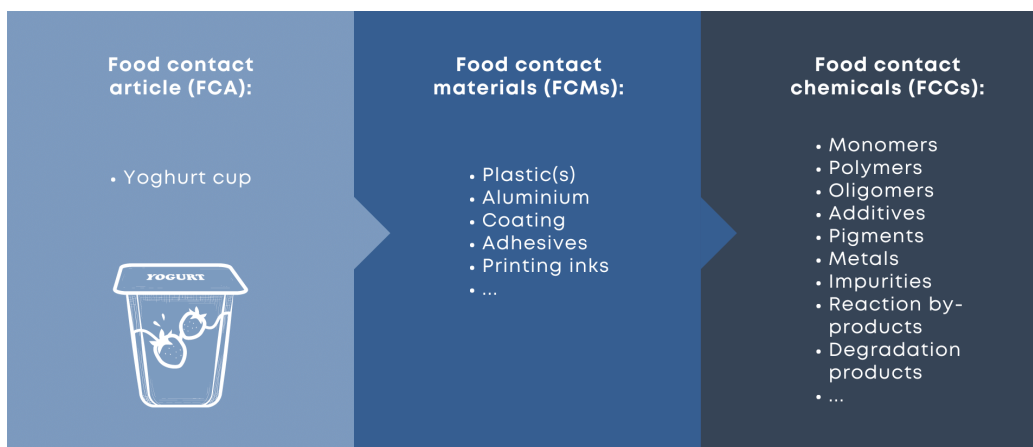 Food contact
article (FCA):
• Yoghurt cup
YOGURT
Food contact
materials (FCMs):
• Plastic(s)
• Aluminium
• Coating
• Adhesives
• Printing inks
• ...
Food contact
chemicals (FCCs):
• Monomers
• Polymers
• Oligomers
• Additives
• Pigments
• Metals
• Impurities
• Reaction by-
products
• Degradation
products
• ...